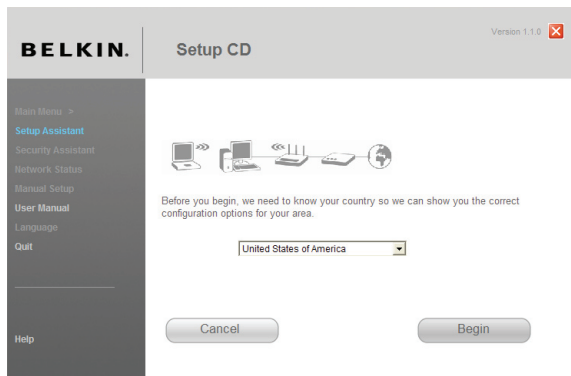 BELKIN.
Setup CD
Version 1.1.0
Main Menu >
Setup Assistant
Security Assistant
Network Status
Manual Setup
User Manual
Language
Quit
Help
Before you begin, we need to know your country so we can show you the correct
configuration options for your area.
United States of America
Cancel
Begin